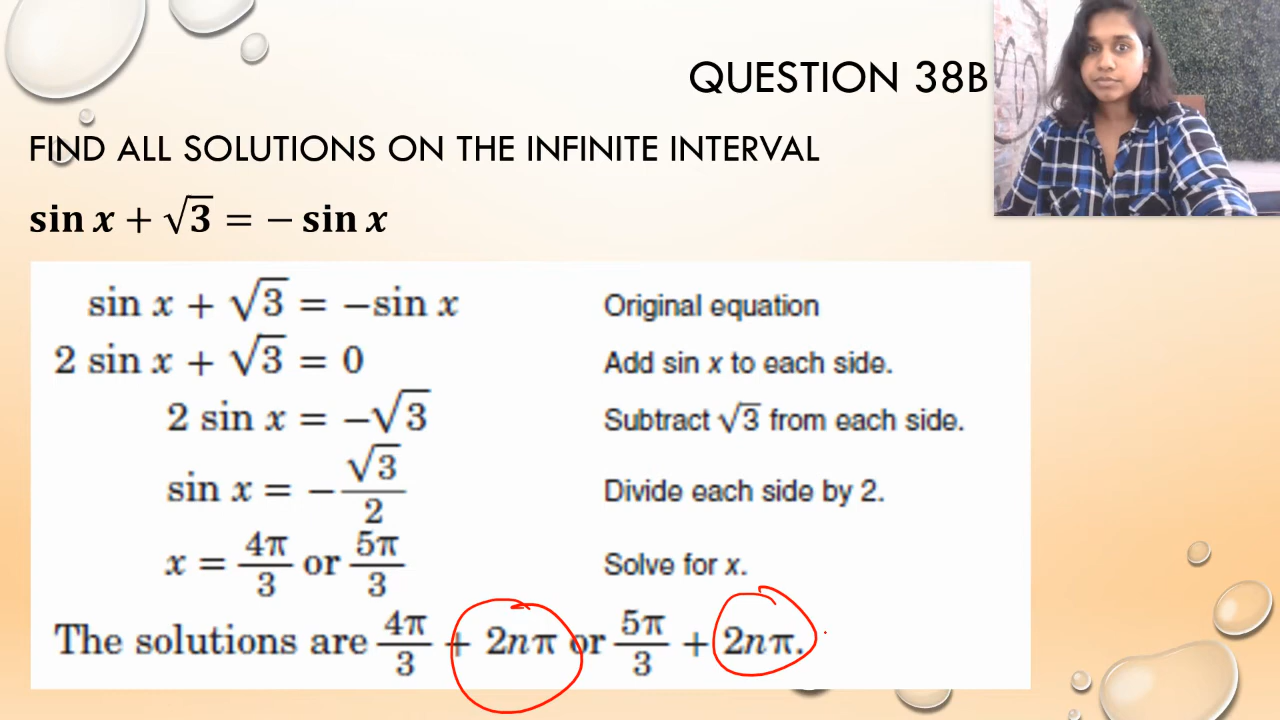 QUESTION 38B
FIND ALL SOLUTIONS ON THE INFINITE INTERVAL
sin x + √3 = − sin x
sin x + √3 = −sin x Original equation
2 sin x + √3 = 0 Add sin x to each side.
2 sin x = −√3 Subtract √3 from each side.
sin x = −√3/2 Divide each side by 2.
x = 4π/3 or 5π/3 Solve for x.
The solutions are 4π/3 + 2nπ or 5π/3 + 2nπ.